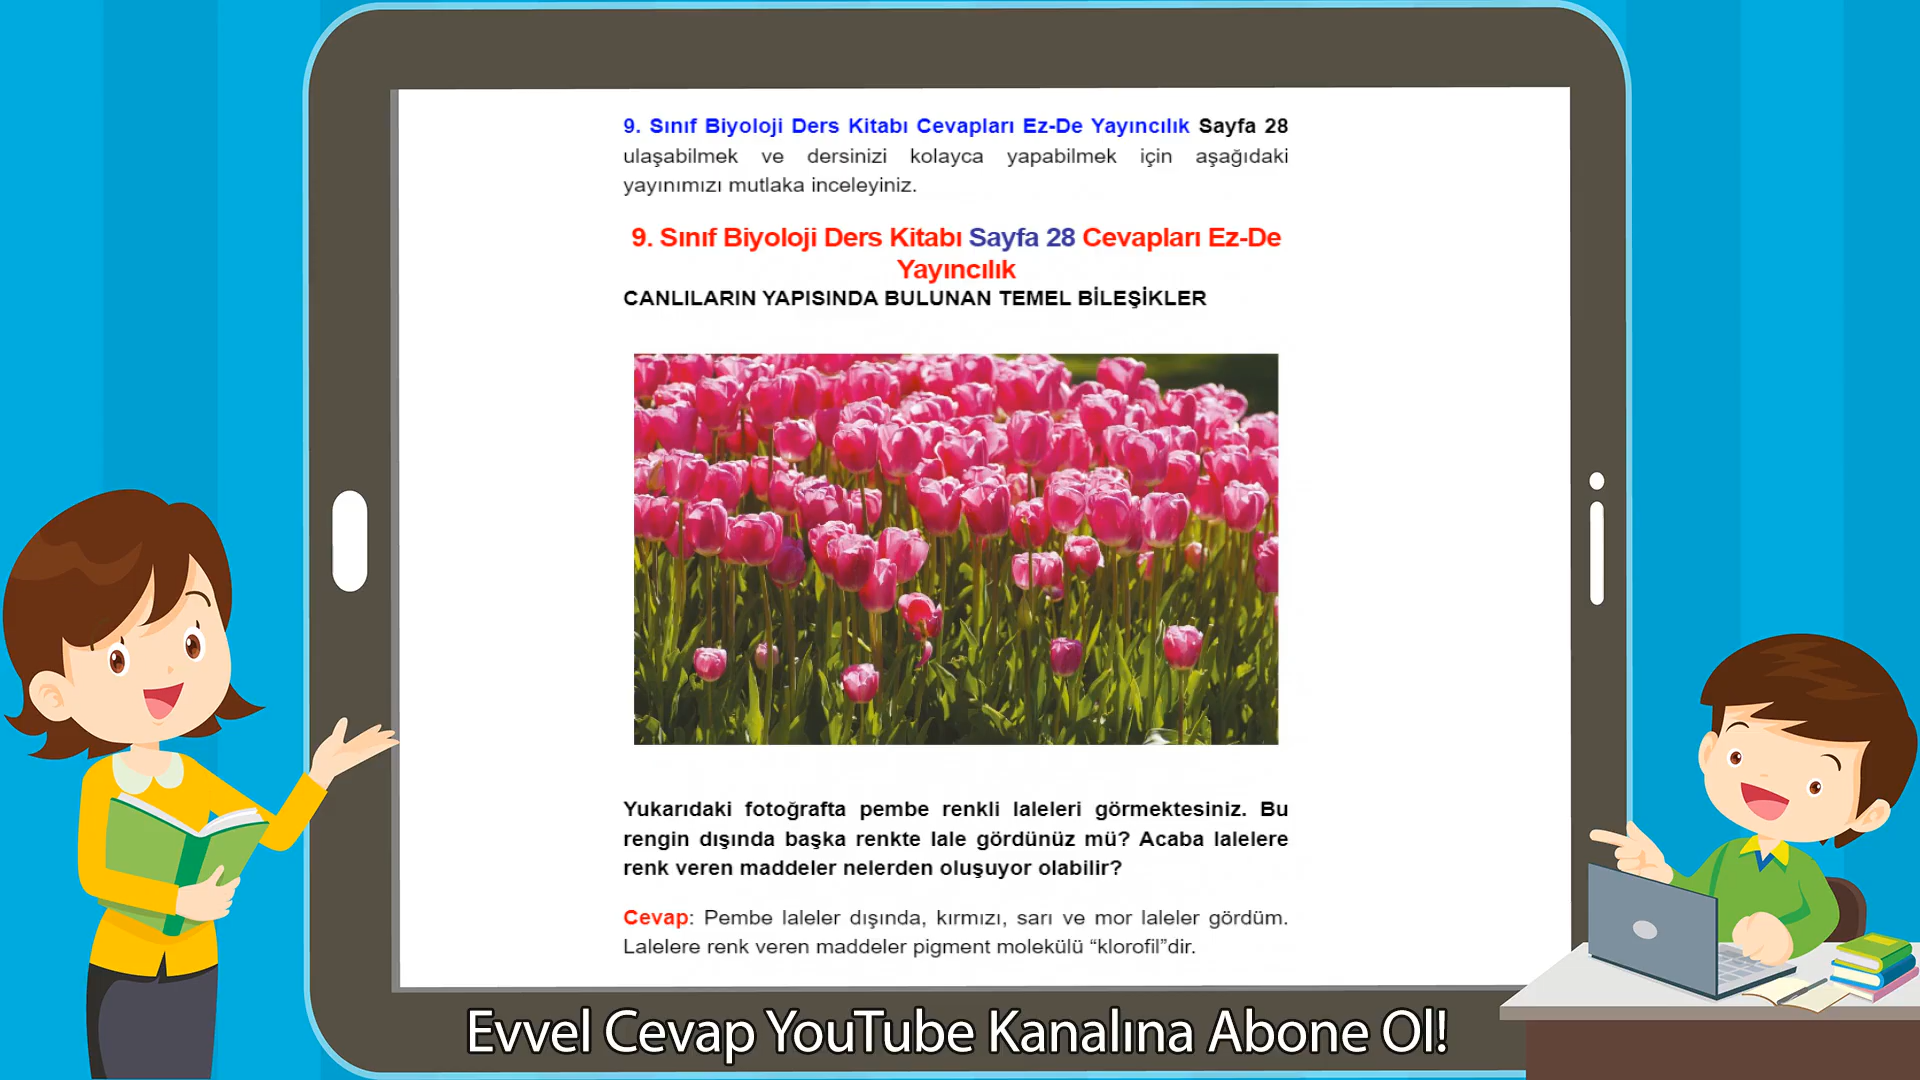 9. Sınıf Biyoloji Ders Kitabı Cevapları Ez-De Yayıncılık Sayfa 28
ulaşabilmek ve dersinizi kolayca yapabilmek için aşağıdaki
yayınımızı mutlaka inceleyiniz.
9. Sınıf Biyoloji Ders Kitabı Sayfa 28 Cevapları Ez-De
Yayıncılık
CANLILARIN YAPISINDA BULUNAN TEMEL BİLEŞİKLER
Yukarıdaki fotoğrafta pembe renkli laleleri görmektesiniz. Bu
rengin dışında başka renkte lale gördünüz mü? Acaba lalelere
renk veren maddeler nelerden oluşuyor olabilir?
Cevap: Pembe laleler dışında, kırmızı, sarı ve mor laleler gördüm.
Lalelere renk veren maddeler pigment molekülü “klorofil”dir.
Evvel Cevap YouTube Kanalına Abone Ol!